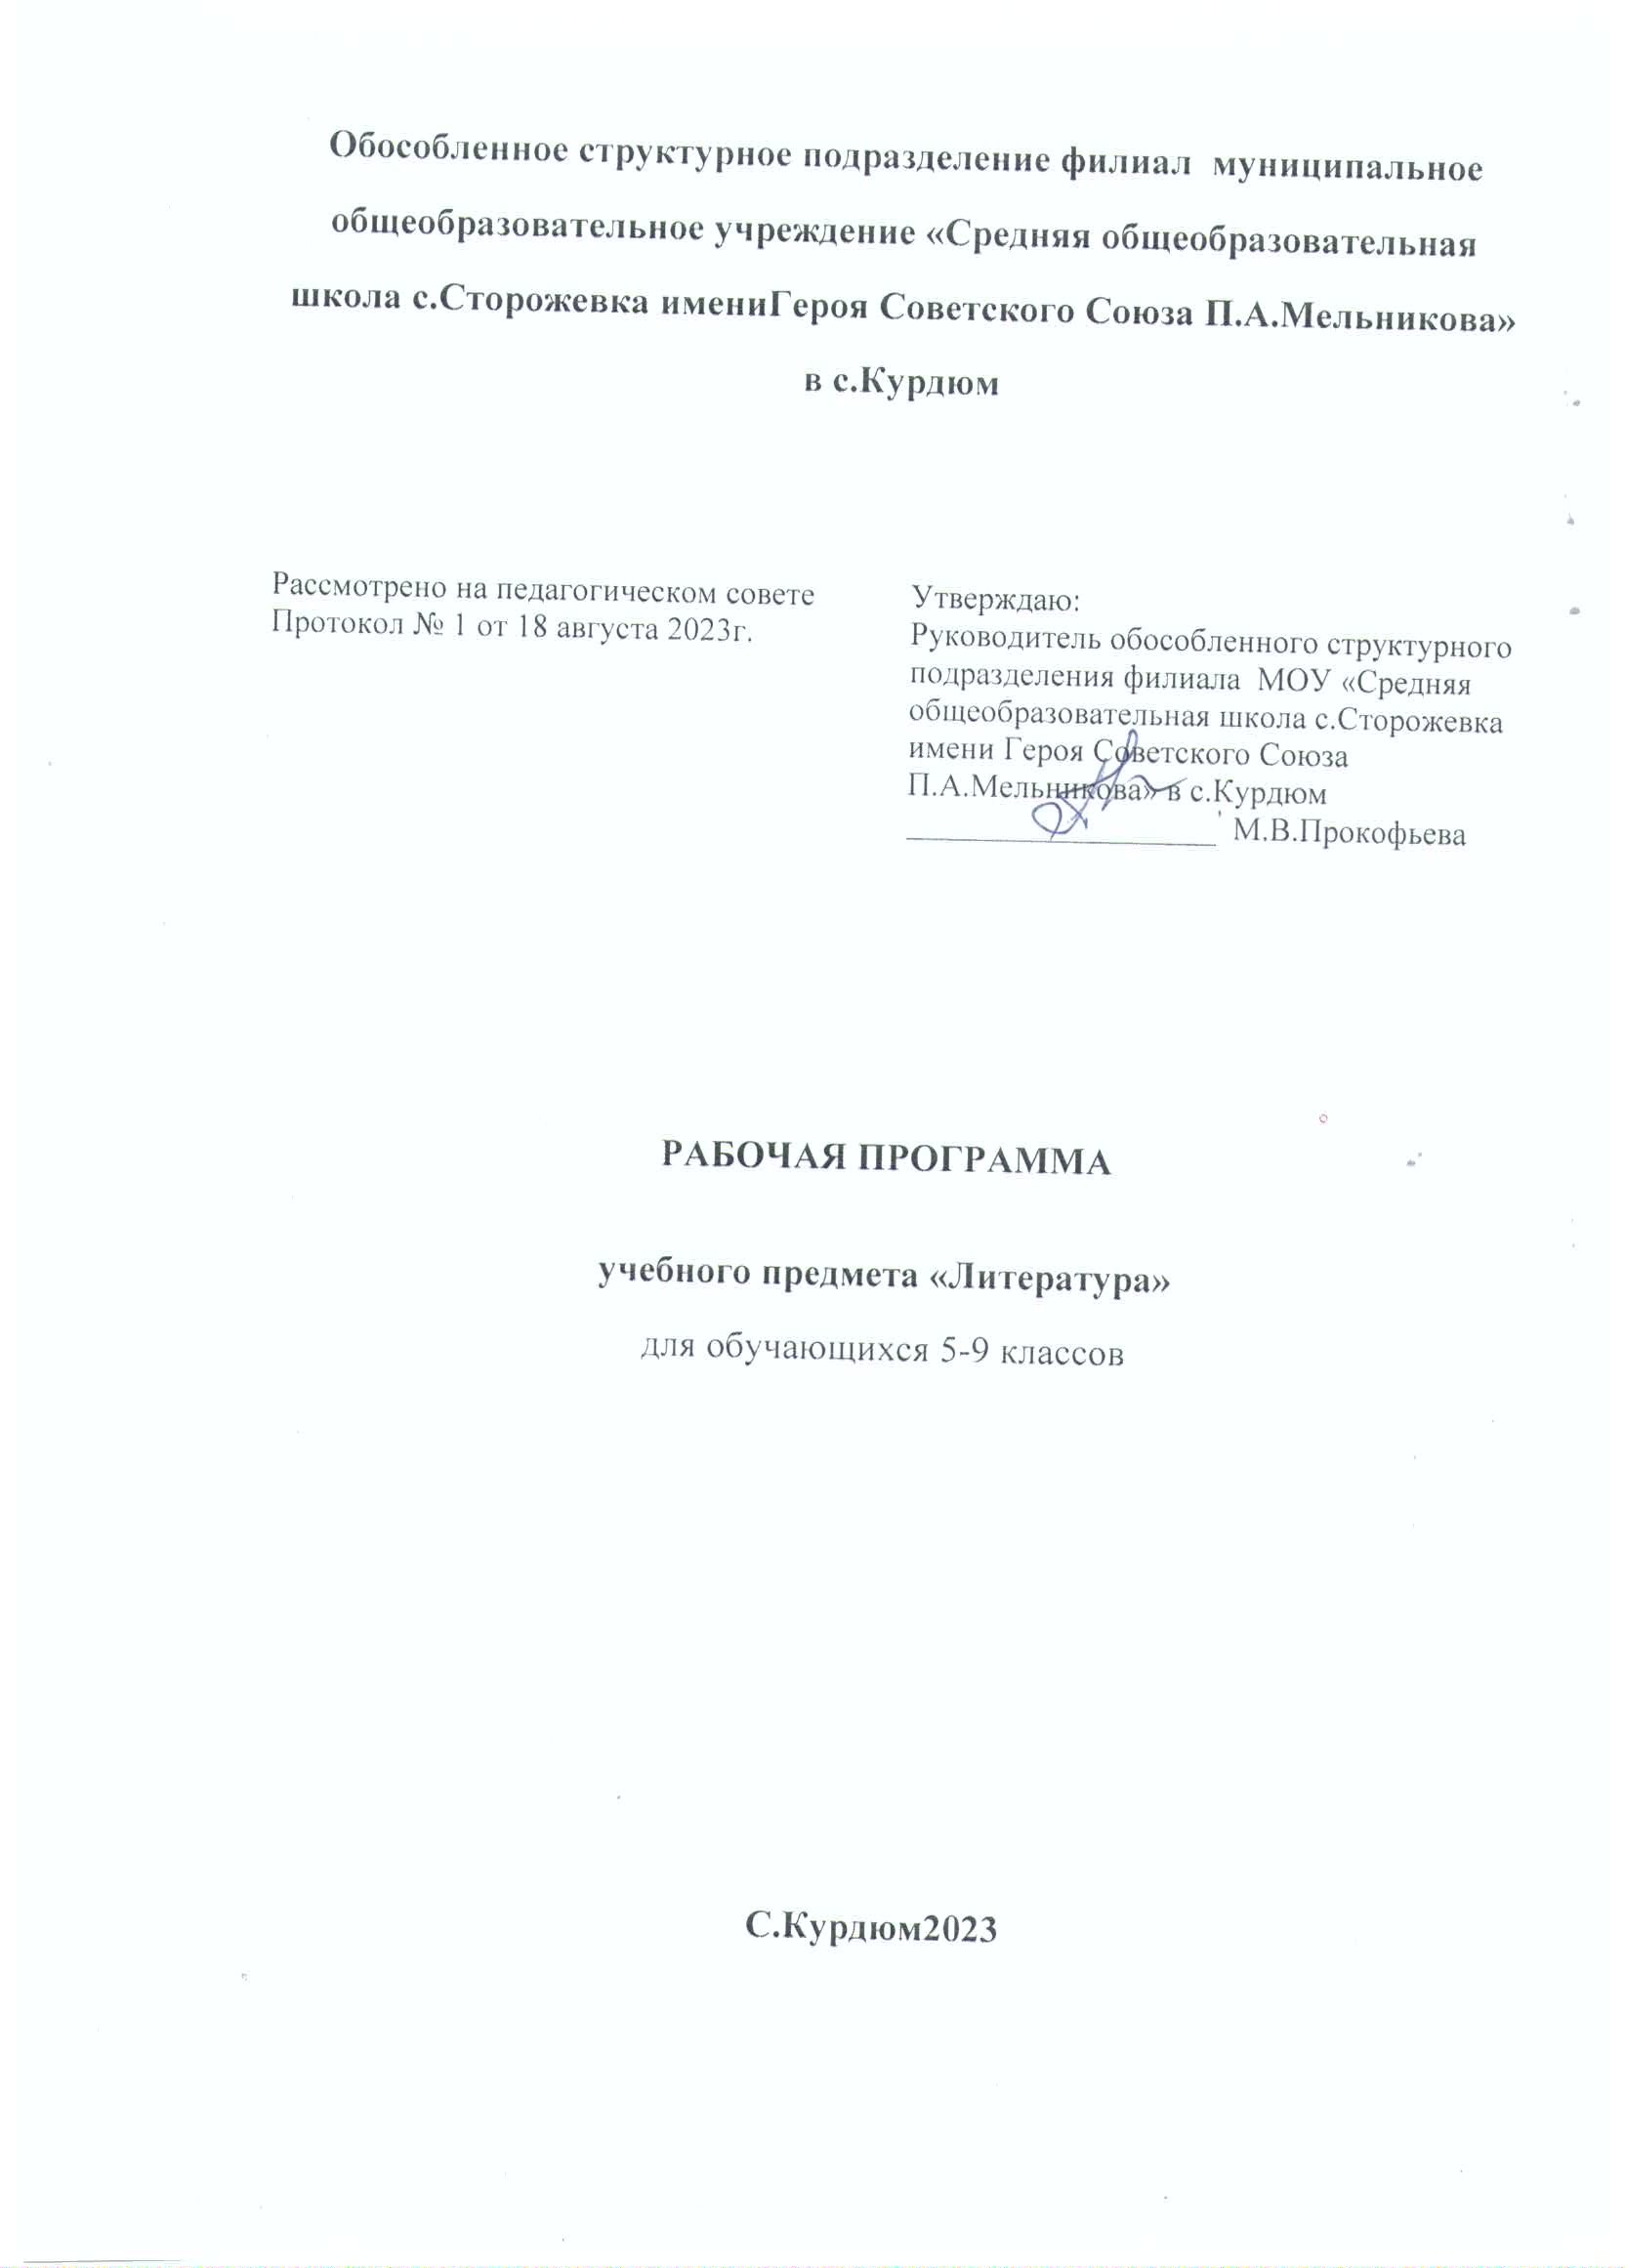 Обособленное структурное подразделение филиал муниципальное
общеобразовательное учреждение «Средняя общеобразовательная
школа с.Сторожевка имениГероя Советского Союза П.А.Мельникова»
в с.Курдюм
Рассмотрено на педагогическом совете
Протокол № 1 от 18 августа 2023г.
Утверждаю:
Руководитель обособленного структурного
подразделения филиала МОУ «Средняя
общеобразовательная школа с.Сторожевка
имени Героя Советского Союза
П.А.Мельникова» в с.Курдюм
М.В.Прокофьева
РАБОЧАЯ ПРОГРАММА
учебного предмета «Литература»
для обучающихся 5-9 классов
С.Курдюм2023